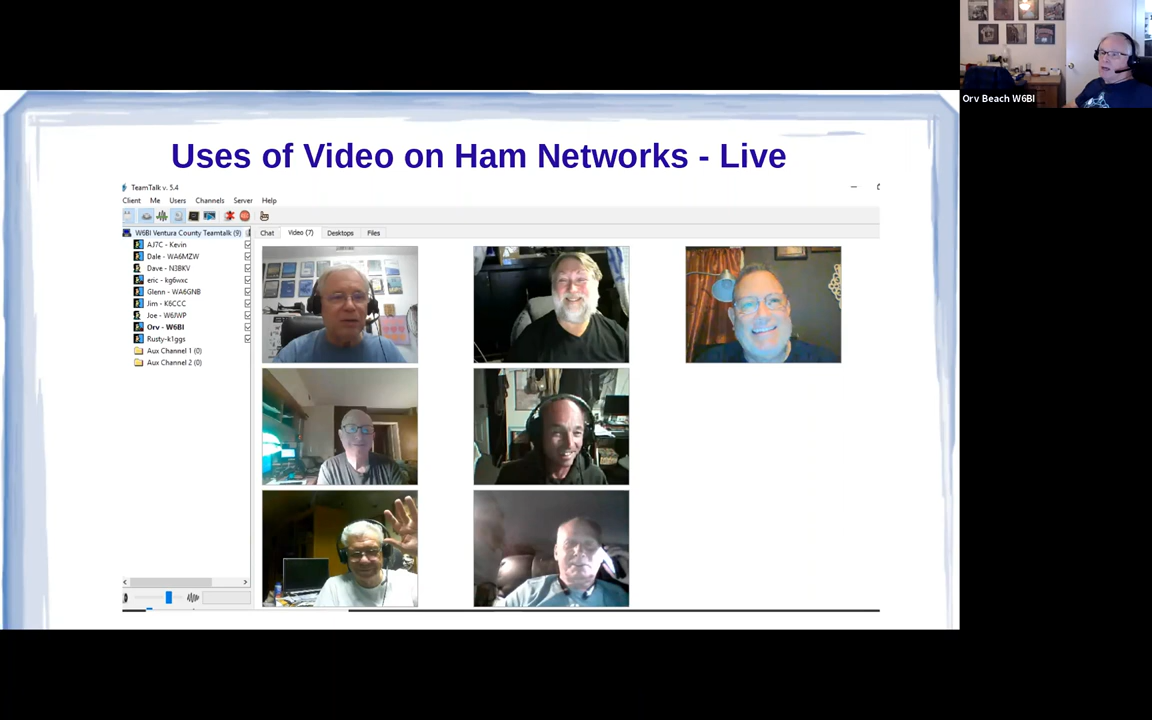 Orv Beach W6BI
Uses of Video on Ham Networks - Live
TeamTalk v. 5.4
Client Me Users Channels Server Help
W6BI Ventura County Teamtalk (9)
Chat Video (7) Desktops Files
AJ7C - Kevin
Dale - WA6MZW
Dave - N3BKV
eric - kg6wxc
Glenn - WA6GNB
Jim - K6CCC
Joe - W6JWP
Orv - W6BI
Rusty-k1ggs
Aux Channel 1 (0)
Aux Channel 2 (0)